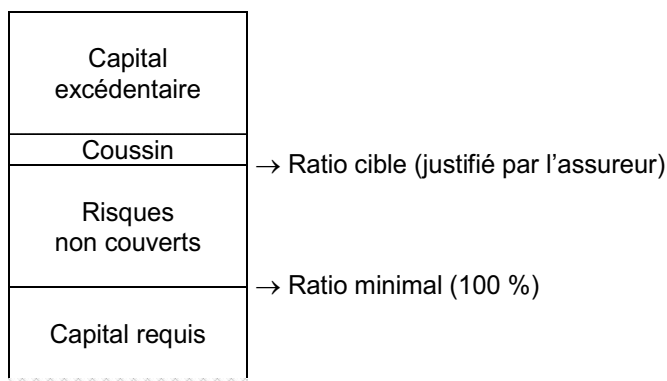 Capital
excédentaire
Coussin
→ Ratio cible (justifié par l’assureur)
Risques
non couverts
→ Ratio minimal (100 %)
Capital requis